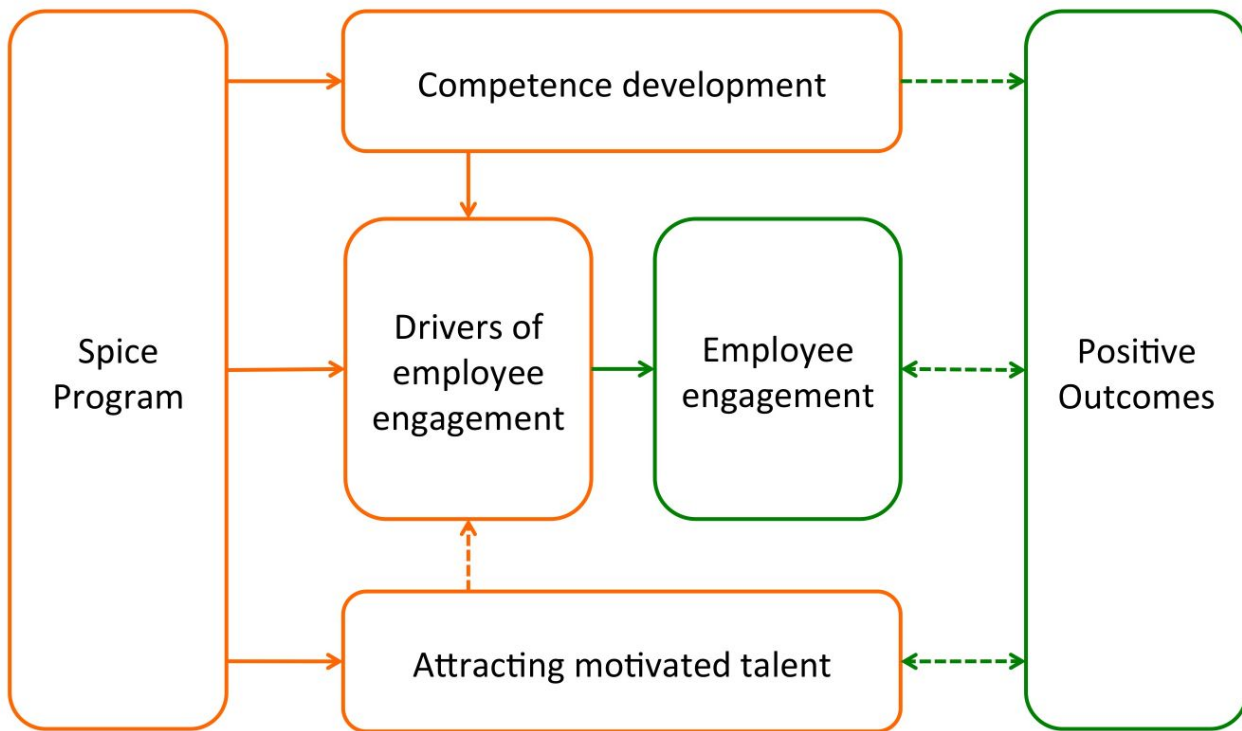 Competence development
Spice
Program
Drivers of
employee
engagement
Employee
engagement
Positive
Outcomes
Attracting motivated talent